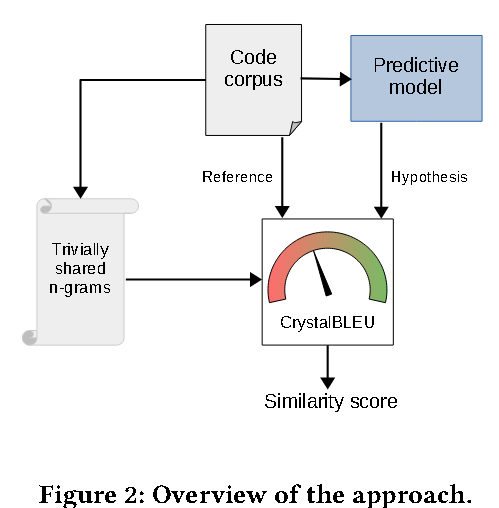 Code
corpus
Predictive
model
Reference
Hypothesis
Trivially
shared
n-grams
CrystalBLEU
Similarity score
Figure 2: Overview of the approach.